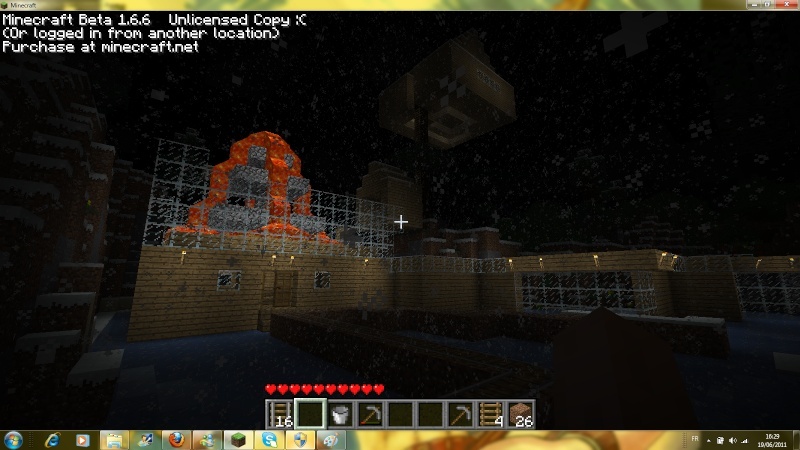 Minecraft
Minecraft Beta 1.6.6   Unlicensed Copy :(
(Or logged in from another location)
Purchase at minecraft.net
16
4
26
FR
16:29
19/06/2011